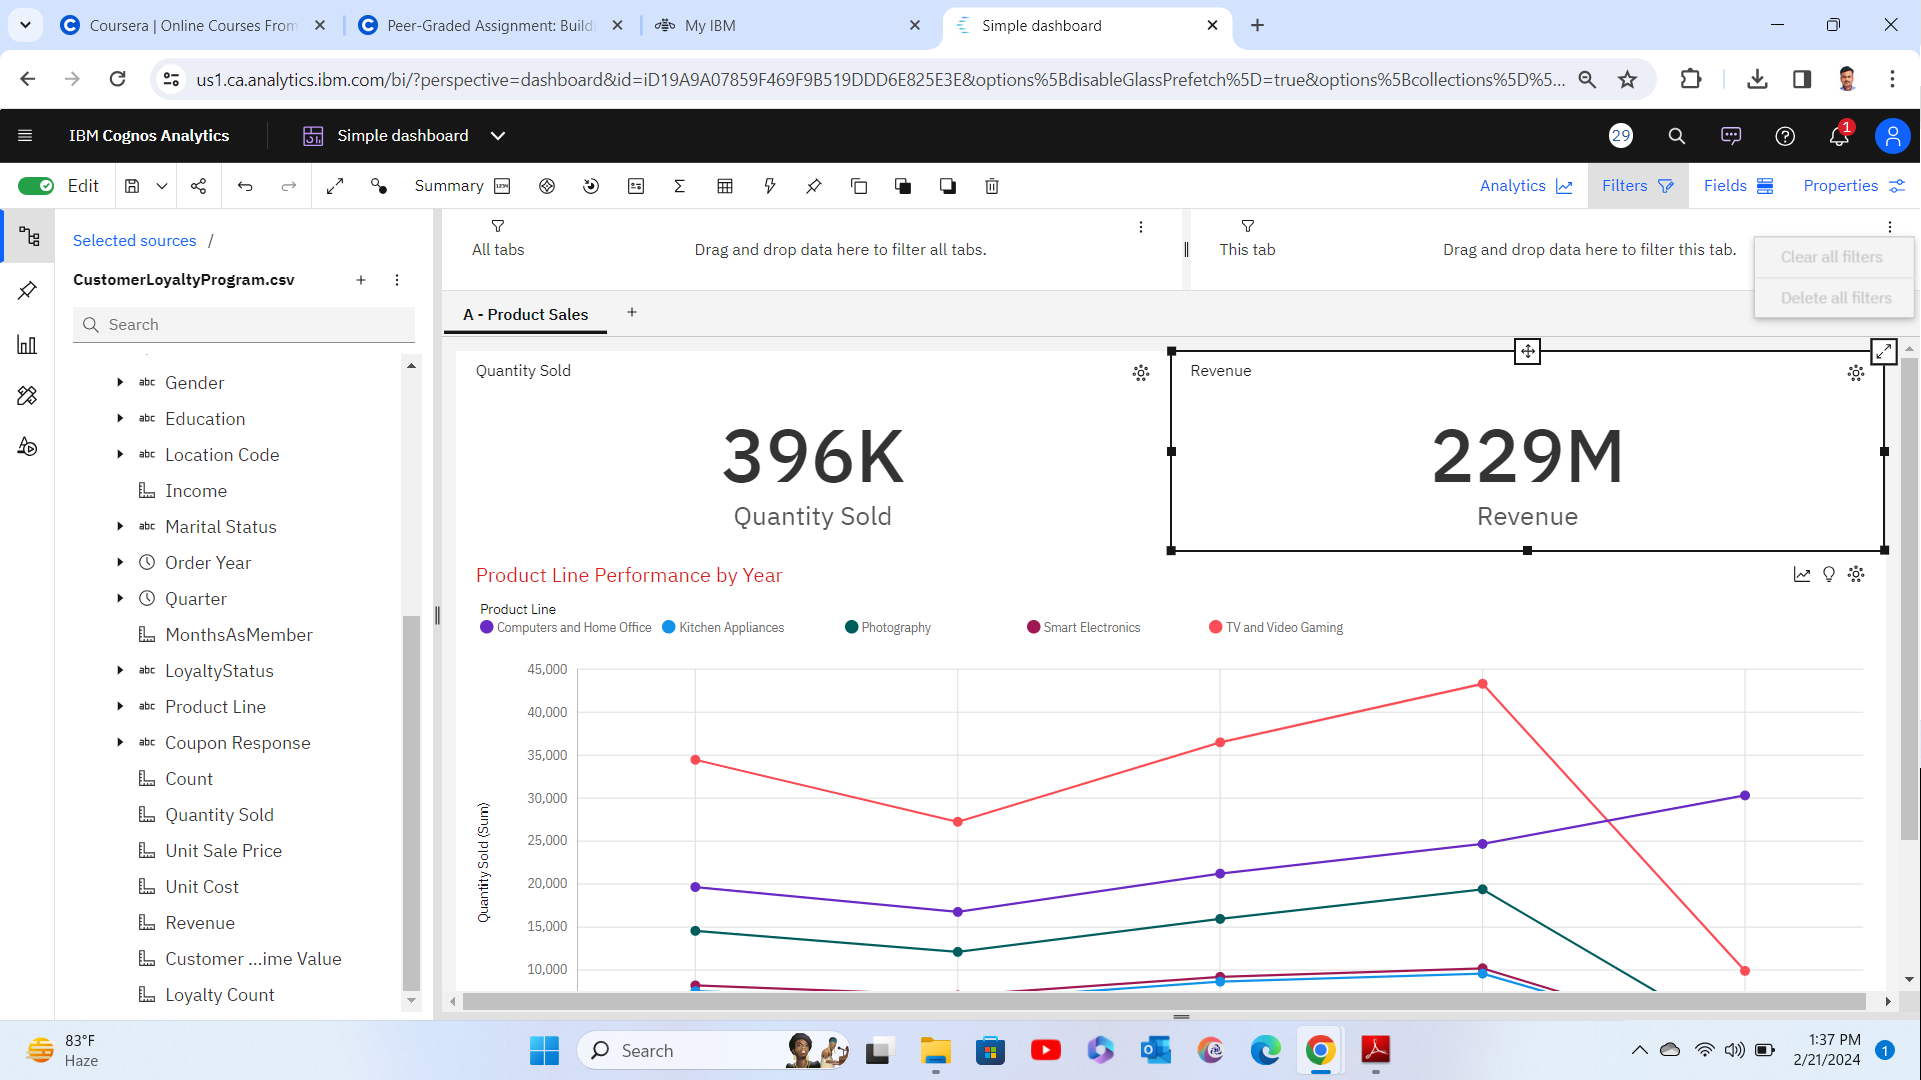 Coursera | Online Courses From
Peer-Graded Assignment: Buildi
My IBM
Simple dashboard
us1.ca.analytics.ibm.com/bi/?perspective=dashboard&id=iD19A9A07859F469F9B519DDD6E825E3E&options%5BdisableGlassPrefetch%5D=true&options%5Bcollections%5D%5...
IBM Cognos Analytics
Simple dashboard
29
1
Edit
Summary
Analytics
Filters
Fields
Properties
Selected sources /
CustomerLoyaltyProgram.csv
Search
Gender
Education
Location Code
Income
Marital Status
Order Year
Quarter
MonthsAsMember
LoyaltyStatus
Product Line
Coupon Response
Count
Quantity Sold
Unit Sale Price
Unit Cost
Revenue
Customer ...ime Value
Loyalty Count
abc
abc
abc
abc
abc
abc
abc
All tabs
Drag and drop data here to filter all tabs.
This tab
Drag and drop data here to filter this tab.
Clear all filters
Delete all filters
A - Product Sales
Quantity Sold
396K
Quantity Sold
Revenue
229M
Revenue
Product Line Performance by Year
Product Line
Computers and Home Office
Kitchen Appliances
Photography
Smart Electronics
TV and Video Gaming
45,000
40,000
35,000
30,000
25,000
20,000
15,000
10,000
Quantity Sold (Sum)
83°F
Haze
Search
1:37 PM
2/21/2024
1